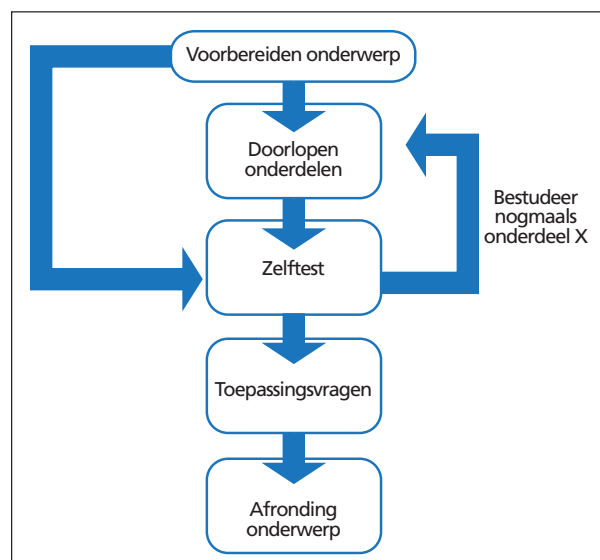 Voorbereiden onderwerp
Doorlopen
onderdelen
Bestudeer
nogmaals
onderdeel X
Zelftest
Toepassingsvragen
Afronding
onderwerp